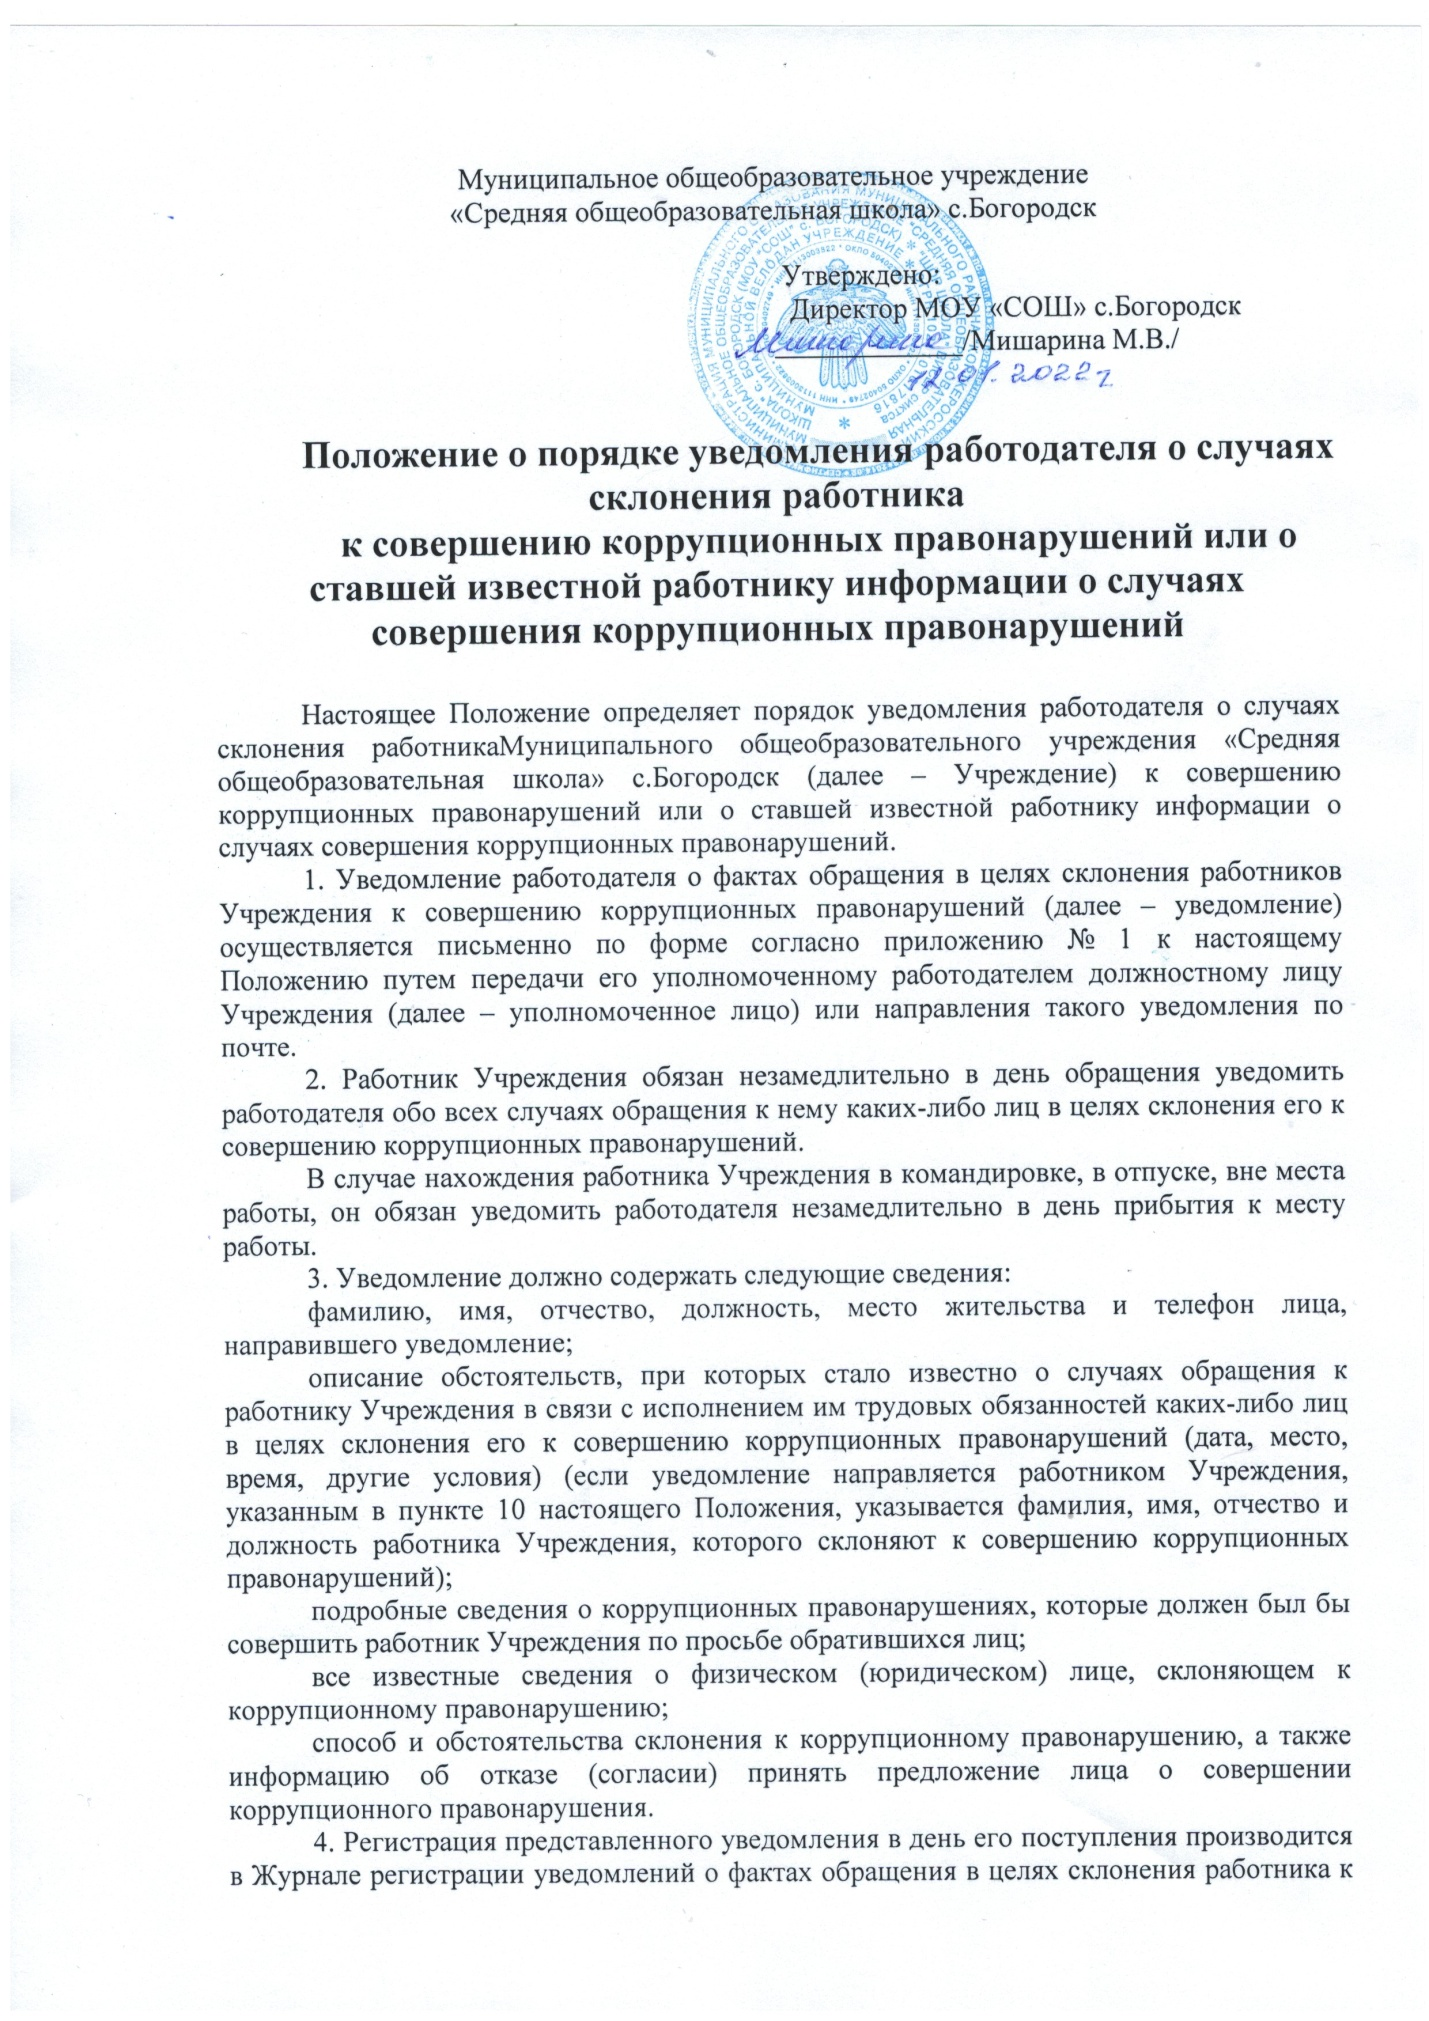 Муниципальное общеобразовательное учреждение
«Средняя общеобразовательная школа» с.Богородск
Утверждено:
Директор МОУ «СОШ» с.Богородск
/Мишарина М.В./
2022г
Положение о порядке уведомления работодателя о случаях
склонения работника
к совершению коррупционных правонарушений или о
ставшей известной работнику информации о случаях
совершения коррупционных правонарушений
Настоящее Положение определяет порядок уведомления работодателя о случаях
склонения работникаМуниципального общеобразовательного учреждения «Средняя
общеобразовательная школа» с.Богородск (далее – Учреждение) к совершению
коррупционных правонарушений или о ставшей известной работнику информации о
случаях совершения коррупционных правонарушений.
1. Уведомление работодателя о фактах обращения в целях склонения работников
Учреждения к совершению коррупционных правонарушений (далее – уведомление)
осуществляется письменно по форме согласно приложению № 1 к настоящему
Положению путем передачи его уполномоченному работодателем должностному лицу
Учреждения (далее – уполномоченное лицо) или направления такого уведомления по
почте.
2. Работник Учреждения обязан незамедлительно в день обращения уведомить
работодателя обо всех случаях обращения к нему каких-либо лиц в целях склонения его к
совершению коррупционных правонарушений.
В случае нахождения работника Учреждения в командировке, в отпуске, вне места
работы, он обязан уведомить работодателя незамедлительно в день прибытия к месту
работы.
3. Уведомление должно содержать следующие сведения:
фамилию, имя, отчество, должность, место жительства и телефон лица,
направившего уведомление;
описание обстоятельств, при которых стало известно о случаях обращения к
работнику Учреждения в связи с исполнением им трудовых обязанностей каких-либо лиц
в целях склонения его к совершению коррупционных правонарушений (дата, место,
время, другие условия) (если уведомление направляется работником Учреждения,
указанным в пункте 10 настоящего Положения, указывается фамилия, имя, отчество и
должность работника Учреждения, которого склоняют к совершению коррупционных
правонарушений);
подробные сведения о коррупционных правонарушениях, которые должен был бы
совершить работник Учреждения по просьбе обратившихся лиц;
все известные сведения о физическом (юридическом) лице, склоняющем к
коррупционному правонарушению;
способ и обстоятельства склонения к коррупционному правонарушению, а также
информацию об отказе (согласии) принять предложение лица о совершении
коррупционного правонарушения.
4. Регистрация представленного уведомления в день его поступления производится
в Журнале регистрации уведомлений о фактах обращения в целях склонения работника к